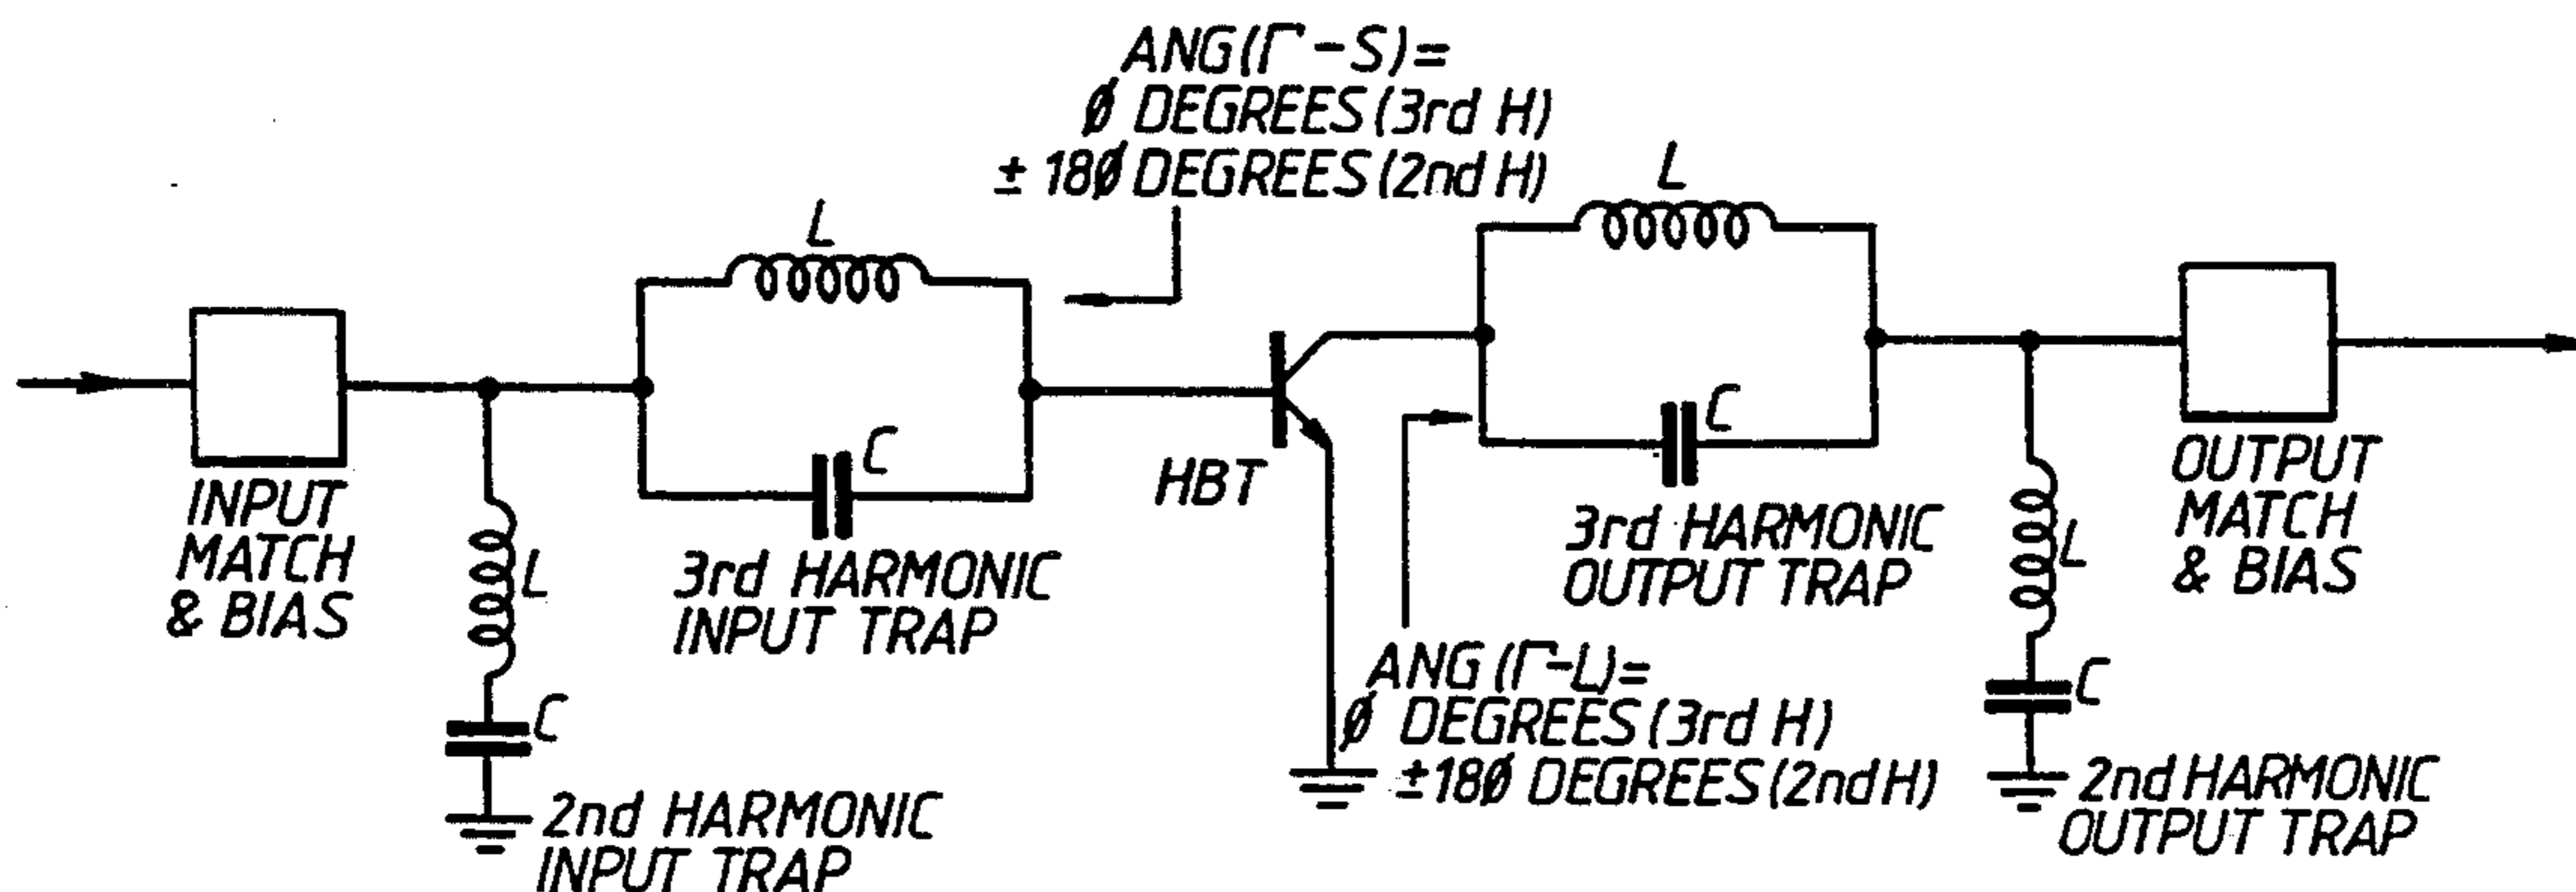 ANG(Γ-S)=
Ø DEGREES (3rd H)
± 18Ø DEGREES (2nd H)
L
L
C
C
HBT
INPUT
MATCH
& BIAS
L
3rd HARMONIC
INPUT TRAP
3rd HARMONIC
OUTPUT TRAP
L
OUTPUT
MATCH
& BIAS
C
2nd HARMONIC
INPUT TRAP
ANG (Γ-L)=
Ø DEGREES (3rd H)
±18Ø DEGREES (2nd H)
C
2nd HARMONIC
OUTPUT TRAP